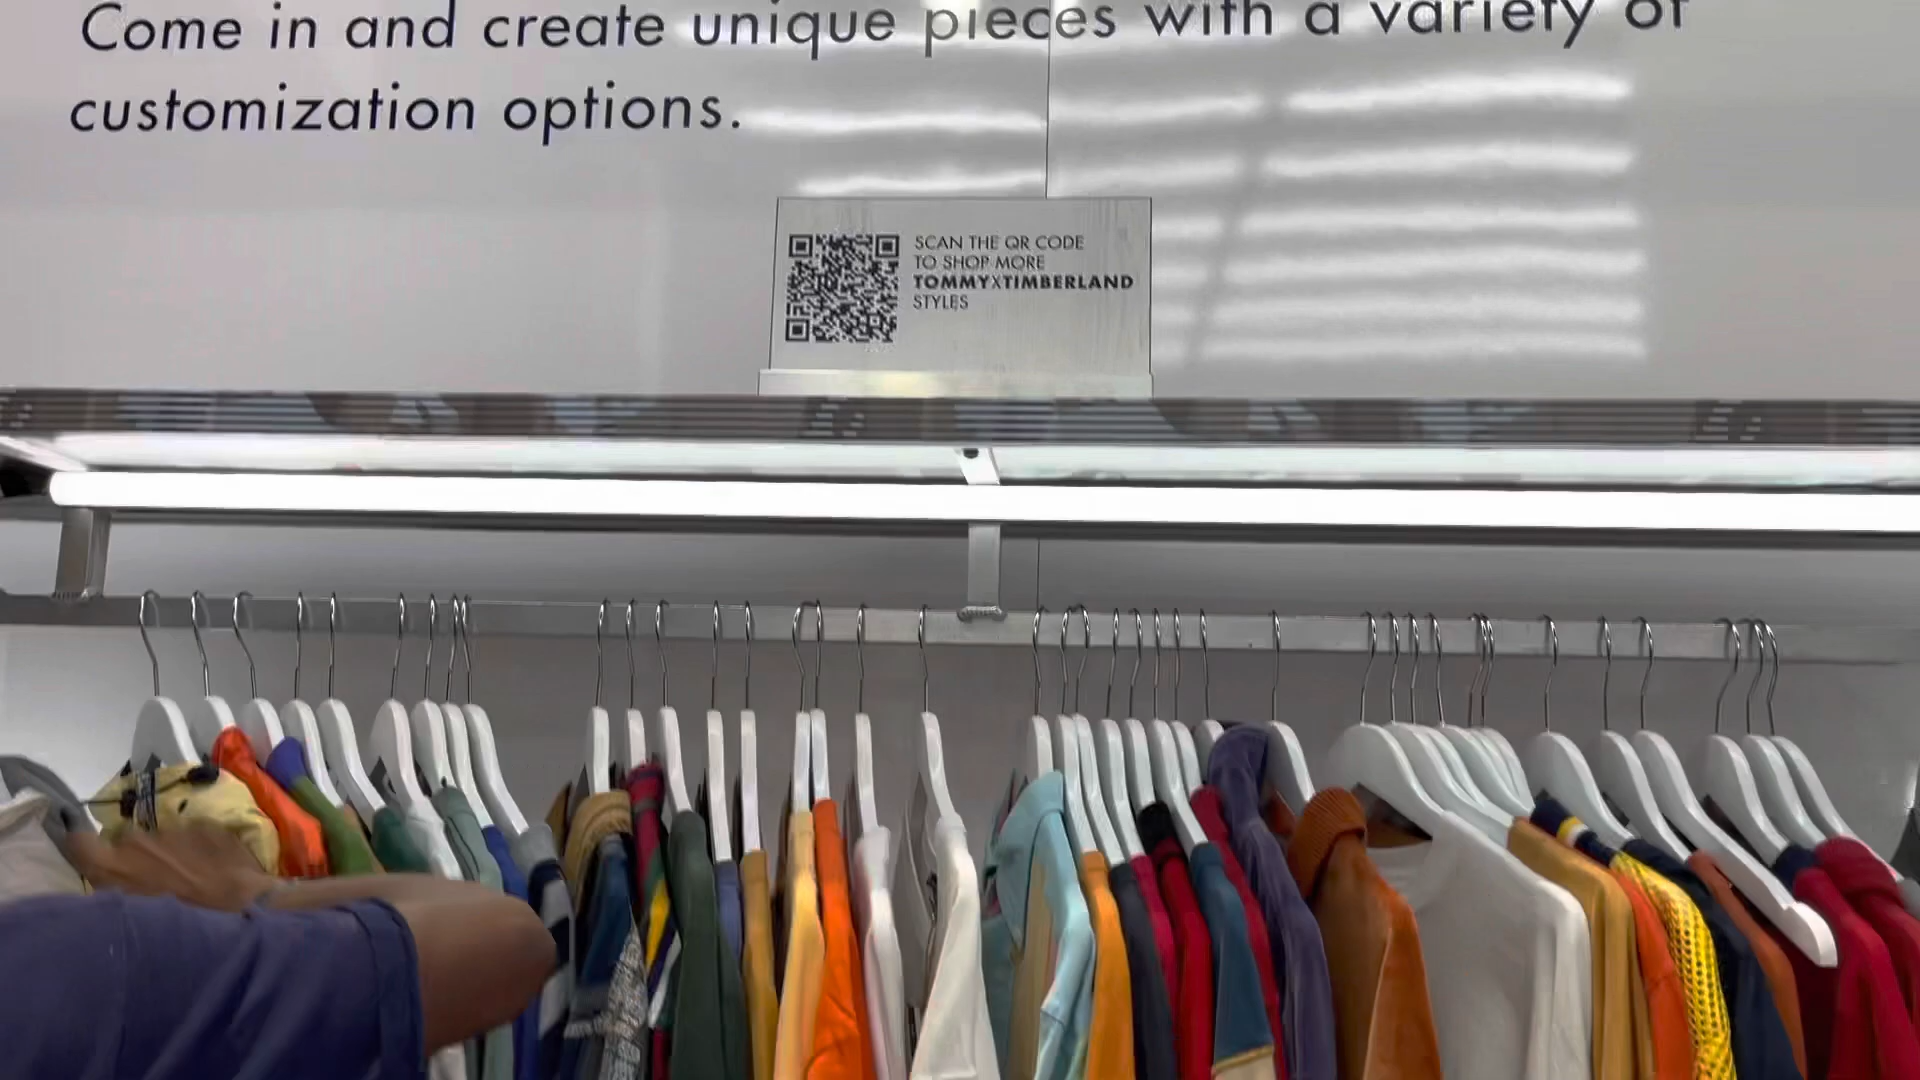 Come in and create unique pieces with a variety of
customization options.
SCAN THE QR CODE
TO SHOP MORE
TOMMYXTIMBERLAND
STYLES